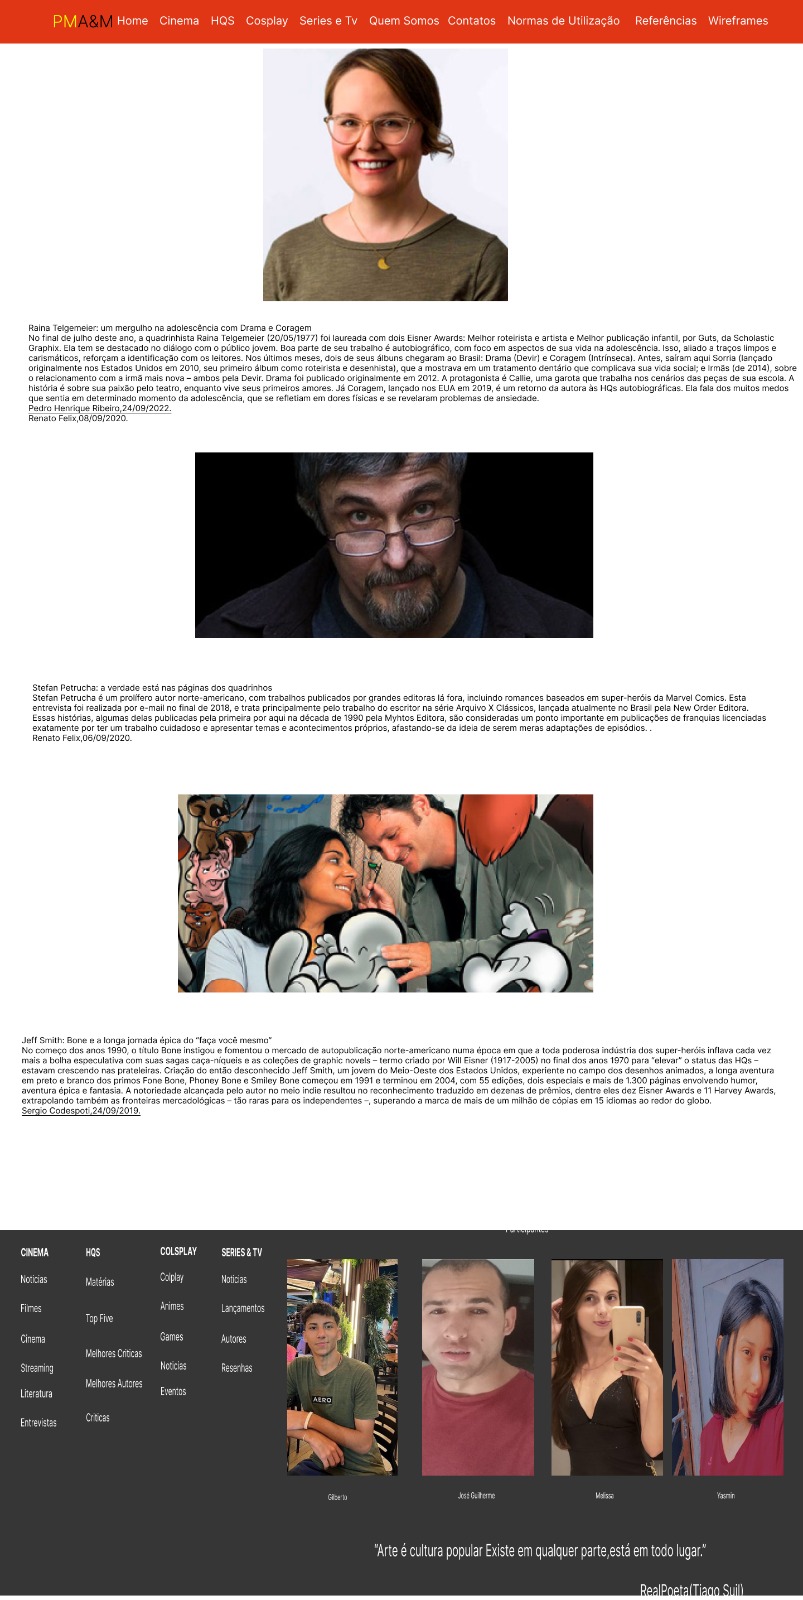 PMA&M Home Cinema HQS Cosplay Series e Tv Quem Somos Contatos Normas de Utilização Referências Wireframes
Raina Telgemeier: um mergulho na adolescência com Drama e Coragem
No final de julho deste ano, a quadrinhista Raina Telgemeier (20/05/1977) foi laureada com dois Eisner Awards: Melhor roteirista e artista e Melhor publicação infantil, por Guts, da Scholastic
Graphix. Ela tem se destacado no diálogo com o público jovem. Boa parte de seu trabalho é autobiográfico, com foco em aspectos de sua vida na adolescência. Isso, aliado a traços limpos e
carismáticos, reforçam a identificação com os leitores. Nos últimos meses, dois de seus álbuns chegaram ao Brasil: Drama (Devir) e Coragem (Intrínseca). Antes, saíram aqui Sorria (lançado
originalmente nos Estados Unidos em 2010, seu primeiro álbum como roteirista e desenhista), que a mostrava em um tratamento dentário que complicava sua vida social; e Irmãs (de 2014), sobre
o relacionamento com a irmã mais nova – ambos pela Devir. Drama foi publicado originalmente em 2012. A protagonista é Callie, uma garota que trabalha nos cenários das peças de sua escola. A
história é sobre sua paixão pelo teatro, enquanto vive seus primeiros amores. Já Coragem, lançado nos EUA em 2019, é um retorno da autora às HQs autobiográficas. Ela fala dos muitos medos
que sentia em determinado momento da adolescência, que se refletiam em dores físicas e se revelaram problemas de ansiedade.
Pedro Henrique Ribeiro,24/09/2022.
Renato Felix,08/09/2020.
Stefan Petrucha: a verdade está nas páginas dos quadrinhos
Stefan Petrucha é um prolífero autor norte-americano, com trabalhos publicados por grandes editoras lá fora, incluindo romances baseados em super-heróis da Marvel Comics. Esta
entrevista foi realizada por e-mail no final de 2018, e trata principalmente pelo trabalho do escritor na série Arquivo X Clássicos, lançada atualmente no Brasil pela New Order Editora.
Essas histórias, algumas delas publicadas pela primeira por aqui na década de 1990 pela Myhtos Editora, são consideradas um ponto importante em publicações de franquias licenciadas
exatamente por ter um trabalho cuidadoso e apresentar temas e acontecimentos próprios, afastando-se da ideia de serem meras adaptações de episódios. .
Renato Felix,06/09/2020.
Jeff Smith: Bone e a longa jornada épica do “faça você mesmo”
No começo dos anos 1990, o título Bone instigou e fomentou o mercado de autopublicação norte-americano numa época em que a toda poderosa indústria dos super-heróis inflava cada vez
mais a bolha especulativa com suas sagas caça-níqueis e as coleções de graphic novels – termo criado por Will Eisner (1917-2005) no final dos anos 1970 para “elevar” o status das HQs –
estavam crescendo nas prateleiras. Criação do então desconhecido Jeff Smith, um jovem do Meio-Oeste dos Estados Unidos, experiente no campo dos desenhos animados, a longa aventura
em preto e branco dos primos Fone Bone, Phoney Bone e Smiley Bone começou em 1991 e terminou em 2004, com 55 edições, dois especiais e mais de 1.300 páginas envolvendo humor,
aventura épica e fantasia. A notoriedade alcançada pelo autor no meio indie resultou no reconhecimento traduzido em dezenas de prêmios, dentre eles dez Eisner Awards e 11 Harvey Awards,
extrapolando também as fronteiras mercadológicas – tão raras para os independentes –, superando a marca de mais de um milhão de cópias em 15 idiomas ao redor do globo.
Sergio Codespoti,24/09/2019.
Participantes
CINEMA
Noticias
Filmes
Cinema
Streaming
Literatura
Entrevistas
HQS
Matérias
Top Five
Melhores Criticas
Melhores Autores
Criticas
COLSPLAY
Colplay
Animes
Games
Noticias
Eventos
SERIES & TV
Noticias
Lançamentos
Autores
Resenhas
AERO
Gilberto
José Guilherme
Melissa
Yasmin
“Arte é cultura popular Existe em qualquer parte,está em todo lugar.”
RealPoeta(Tiago Suil)